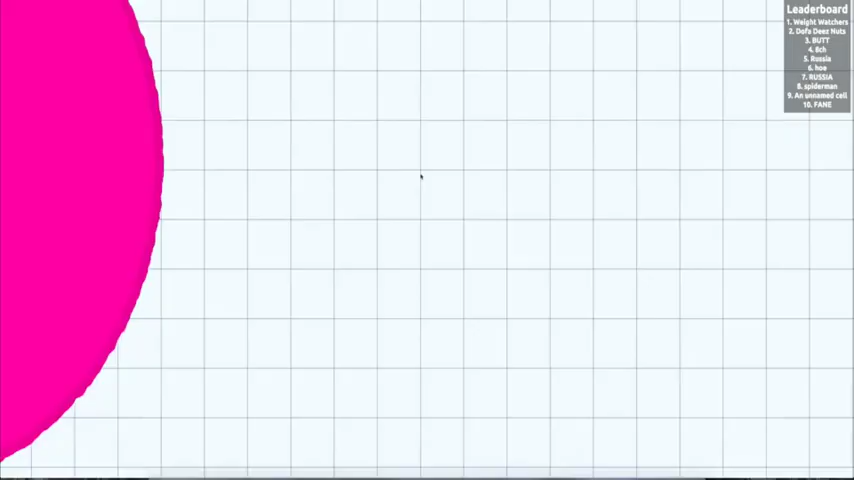 Leaderboard
1. Weight Watchers
2. Dofa Deez Nuts
3. BUTT
4. 8ch
5. Russia
6. hoe
7. RUSSIA
8. spiderman
9. An unnamed cell
10. FANE